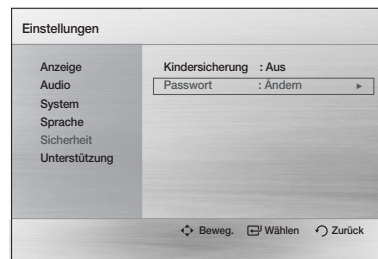 Einstellungen
Anzeige
Audio
System
Sprache
Sicherheit
Unterstützung
Kindersicherung : Aus
Passwort : Ändern ►
Beweg. Wählen Zurück